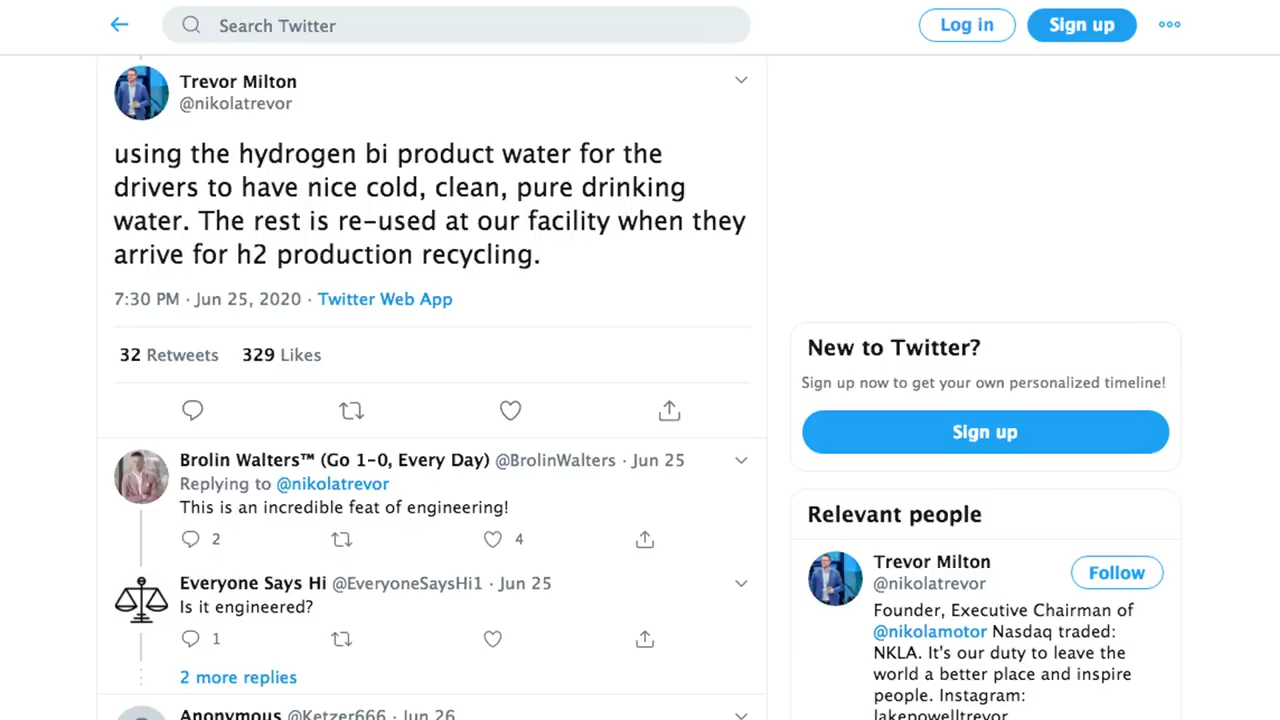 Search Twitter
Log in
Sign up
Trevor Milton
@nikolatrevor
using the hydrogen bi product water for the
drivers to have nice cold, clean, pure drinking
water. The rest is re-used at our facility when they
arrive for h2 production recycling.
7:30 PM · Jun 25, 2020 · Twitter Web App
32 Retweets 329 Likes
Brolin Walters™ (Go 1-0, Every Day) @BrolinWalters · Jun 25
Replying to @nikolatrevor
This is an incredible feat of engineering!
2 4
Everyone Says Hi @EveryoneSaysHi1 · Jun 25
Is it engineered?
1
2 more replies
Anonymous @Ketzer666 · Jun 26
New to Twitter?
Sign up now to get your own personalized timeline!
Sign up
Relevant people
Trevor Milton
@nikolatrevor
Follow
Founder, Executive Chairman of
@nikolamotor Nasdaq traded:
NKLA. It's our duty to leave the
world a better place and inspire
people. Instagram:
lakepowelltrevor